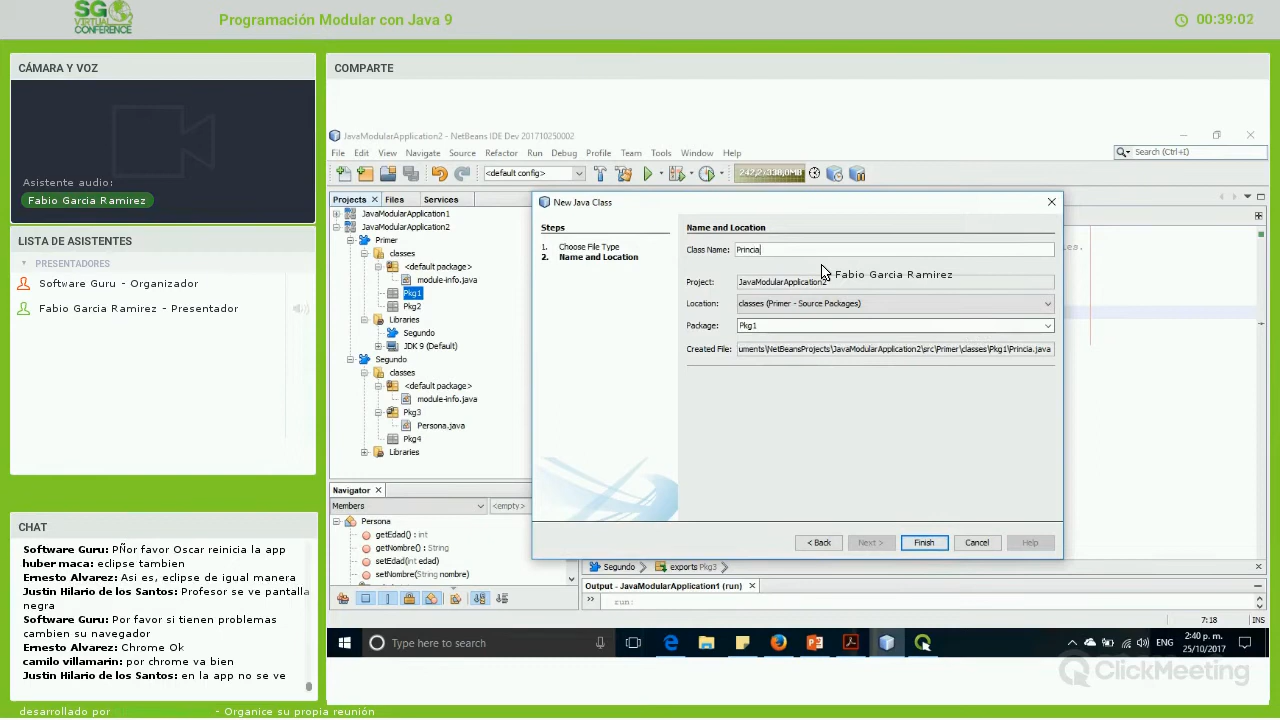 SG
VIRTUAL
CONFERENCE
Programación Modular con Java 9
00:39:02
CÁMARA Y VOZ
Asistente audio:
Fabio Garcia Ramirez
LISTA DE ASISTENTES
PRESENTADORES
Software Guru - Organizador
Fabio Garcia Ramirez - Presentador
CHAT
Software Guru: PÑor favor Oscar reinicia la app
huber maca: eclipse tambien
Ernesto Alvarez: Asi es, eclipse de igual manera
Justin Hilario de los Santos: Profesor se ve pantalla
negra
Software Guru: Por favor si tienen problemas
cambien su navegador
Ernesto Alvarez: Chrome Ok
camilo villamarin: por chrome va bien
Justin Hilario de los Santos: en la app no se ve
desarrollado por - Organice su propia reunión
COMPARTE
JavaModularApplication2 - NetBeans IDE Dev 201710250002
File Edit View Navigate Source Refactor Run Debug Profile Team Tools Window Help
Search (Ctrl+I)
<default config>
Projects Files Services
JavaModularApplication1
JavaModularApplication2
Primer
classes
<default package>
module-info.java
Pkg1
Pkg2
Libraries
Segundo
JDK 9 (Default)
Segundo
classes
<default package>
module-info.java
Pkg3
Persona.java
Pkg4
Libraries
Navigator
Members <empty>
Persona
getEdad() : int
getNombre() : String
setEdad(int edad)
setNombre(String nombre)
New Java Class
Steps
1. Choose File Type
2. Name and Location
Name and Location
Class Name: Princia
Fabio Garcia Ramirez
Project: JavaModularApplication2
Location: classes (Primer - Source Packages)
Package: Pkg1
Created File: uments\NetBeansProjects\JavaModularApplication2\src\Primer\classes\Pkg1\Princia.java
< Back Next > Finish Cancel Help
es.
Segundo exports Pkg3
Output - JavaModularApplication1 (run)
run:
7:18 INS
Type here to search
ENG
2:40 p. m.
25/10/2017
ClickMeeting